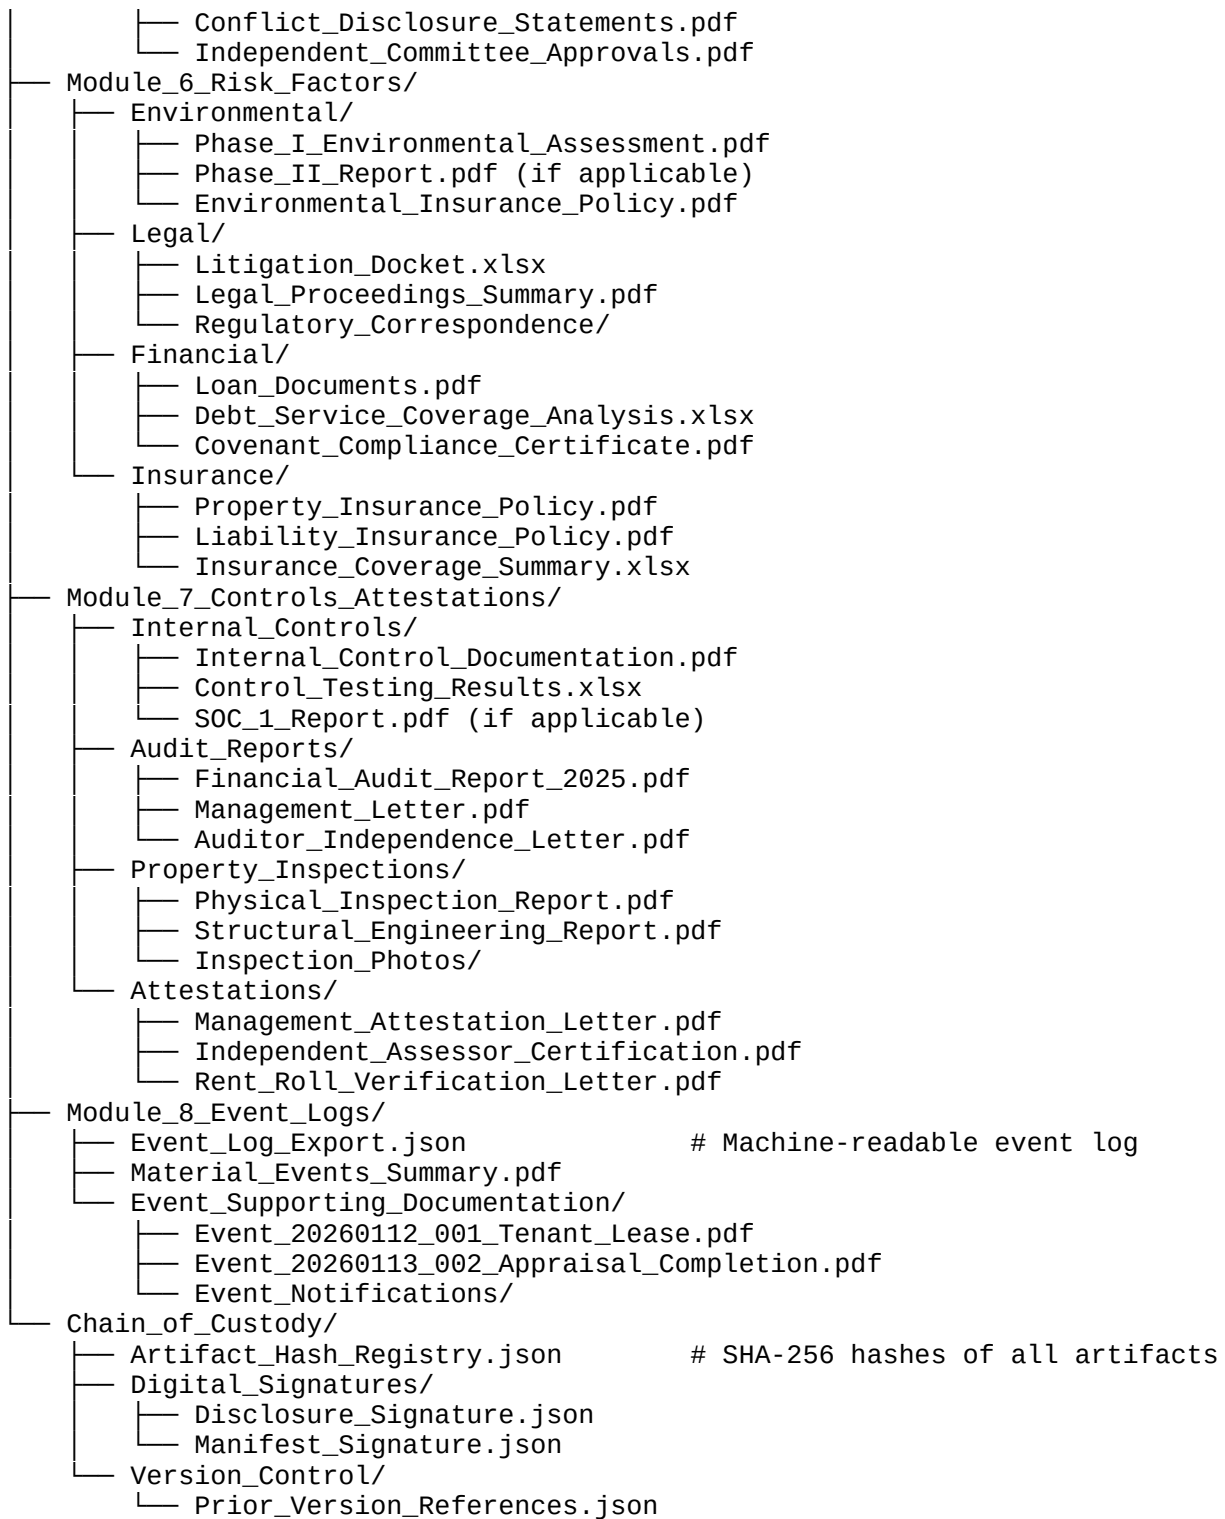 │       ├── Conflict_Disclosure_Statements.pdf
│       └── Independent_Committee_Approvals.pdf
├── Module_6_Risk_Factors/
│   ├── Environmental/
│   │   ├── Phase_I_Environmental_Assessment.pdf
│   │   ├── Phase_II_Report.pdf (if applicable)
│   │   └── Environmental_Insurance_Policy.pdf
│   ├── Legal/
│   │   ├── Litigation_Docket.xlsx
│   │   ├── Legal_Proceedings_Summary.pdf
│   │   └── Regulatory_Correspondence/
│   ├── Financial/
│   │   ├── Loan_Documents.pdf
│   │   ├── Debt_Service_Coverage_Analysis.xlsx
│   │   └── Covenant_Compliance_Certificate.pdf
│   └── Insurance/
│       ├── Property_Insurance_Policy.pdf
│       ├── Liability_Insurance_Policy.pdf
│       └── Insurance_Coverage_Summary.xlsx
├── Module_7_Controls_Attestations/
│   ├── Internal_Controls/
│   │   ├── Internal_Control_Documentation.pdf
│   │   ├── Control_Testing_Results.xlsx
│   │   └── SOC_1_Report.pdf (if applicable)
│   ├── Audit_Reports/
│   │   ├── Financial_Audit_Report_2025.pdf
│   │   ├── Management_Letter.pdf
│   │   └── Auditor_Independence_Letter.pdf
│   ├── Property_Inspections/
│   │   ├── Physical_Inspection_Report.pdf
│   │   ├── Structural_Engineering_Report.pdf
│   │   └── Inspection_Photos/
│   └── Attestations/
│       ├── Management_Attestation_Letter.pdf
│       ├── Independent_Assessor_Certification.pdf
│       └── Rent_Roll_Verification_Letter.pdf
├── Module_8_Event_Logs/
│   ├── Event_Log_Export.json              # Machine-readable event log
│   ├── Material_Events_Summary.pdf
│   └── Event_Supporting_Documentation/
│       ├── Event_20260112_001_Tenant_Lease.pdf
│       ├── Event_20260113_002_Appraisal_Completion.pdf
│       └── Event_Notifications/
└── Chain_of_Custody/
    ├── Artifact_Hash_Registry.json        # SHA-256 hashes of all artifacts
    ├── Digital_Signatures/
    │   ├── Disclosure_Signature.json
    │   └── Manifest_Signature.json
    └── Version_Control/
        └── Prior_Version_References.json